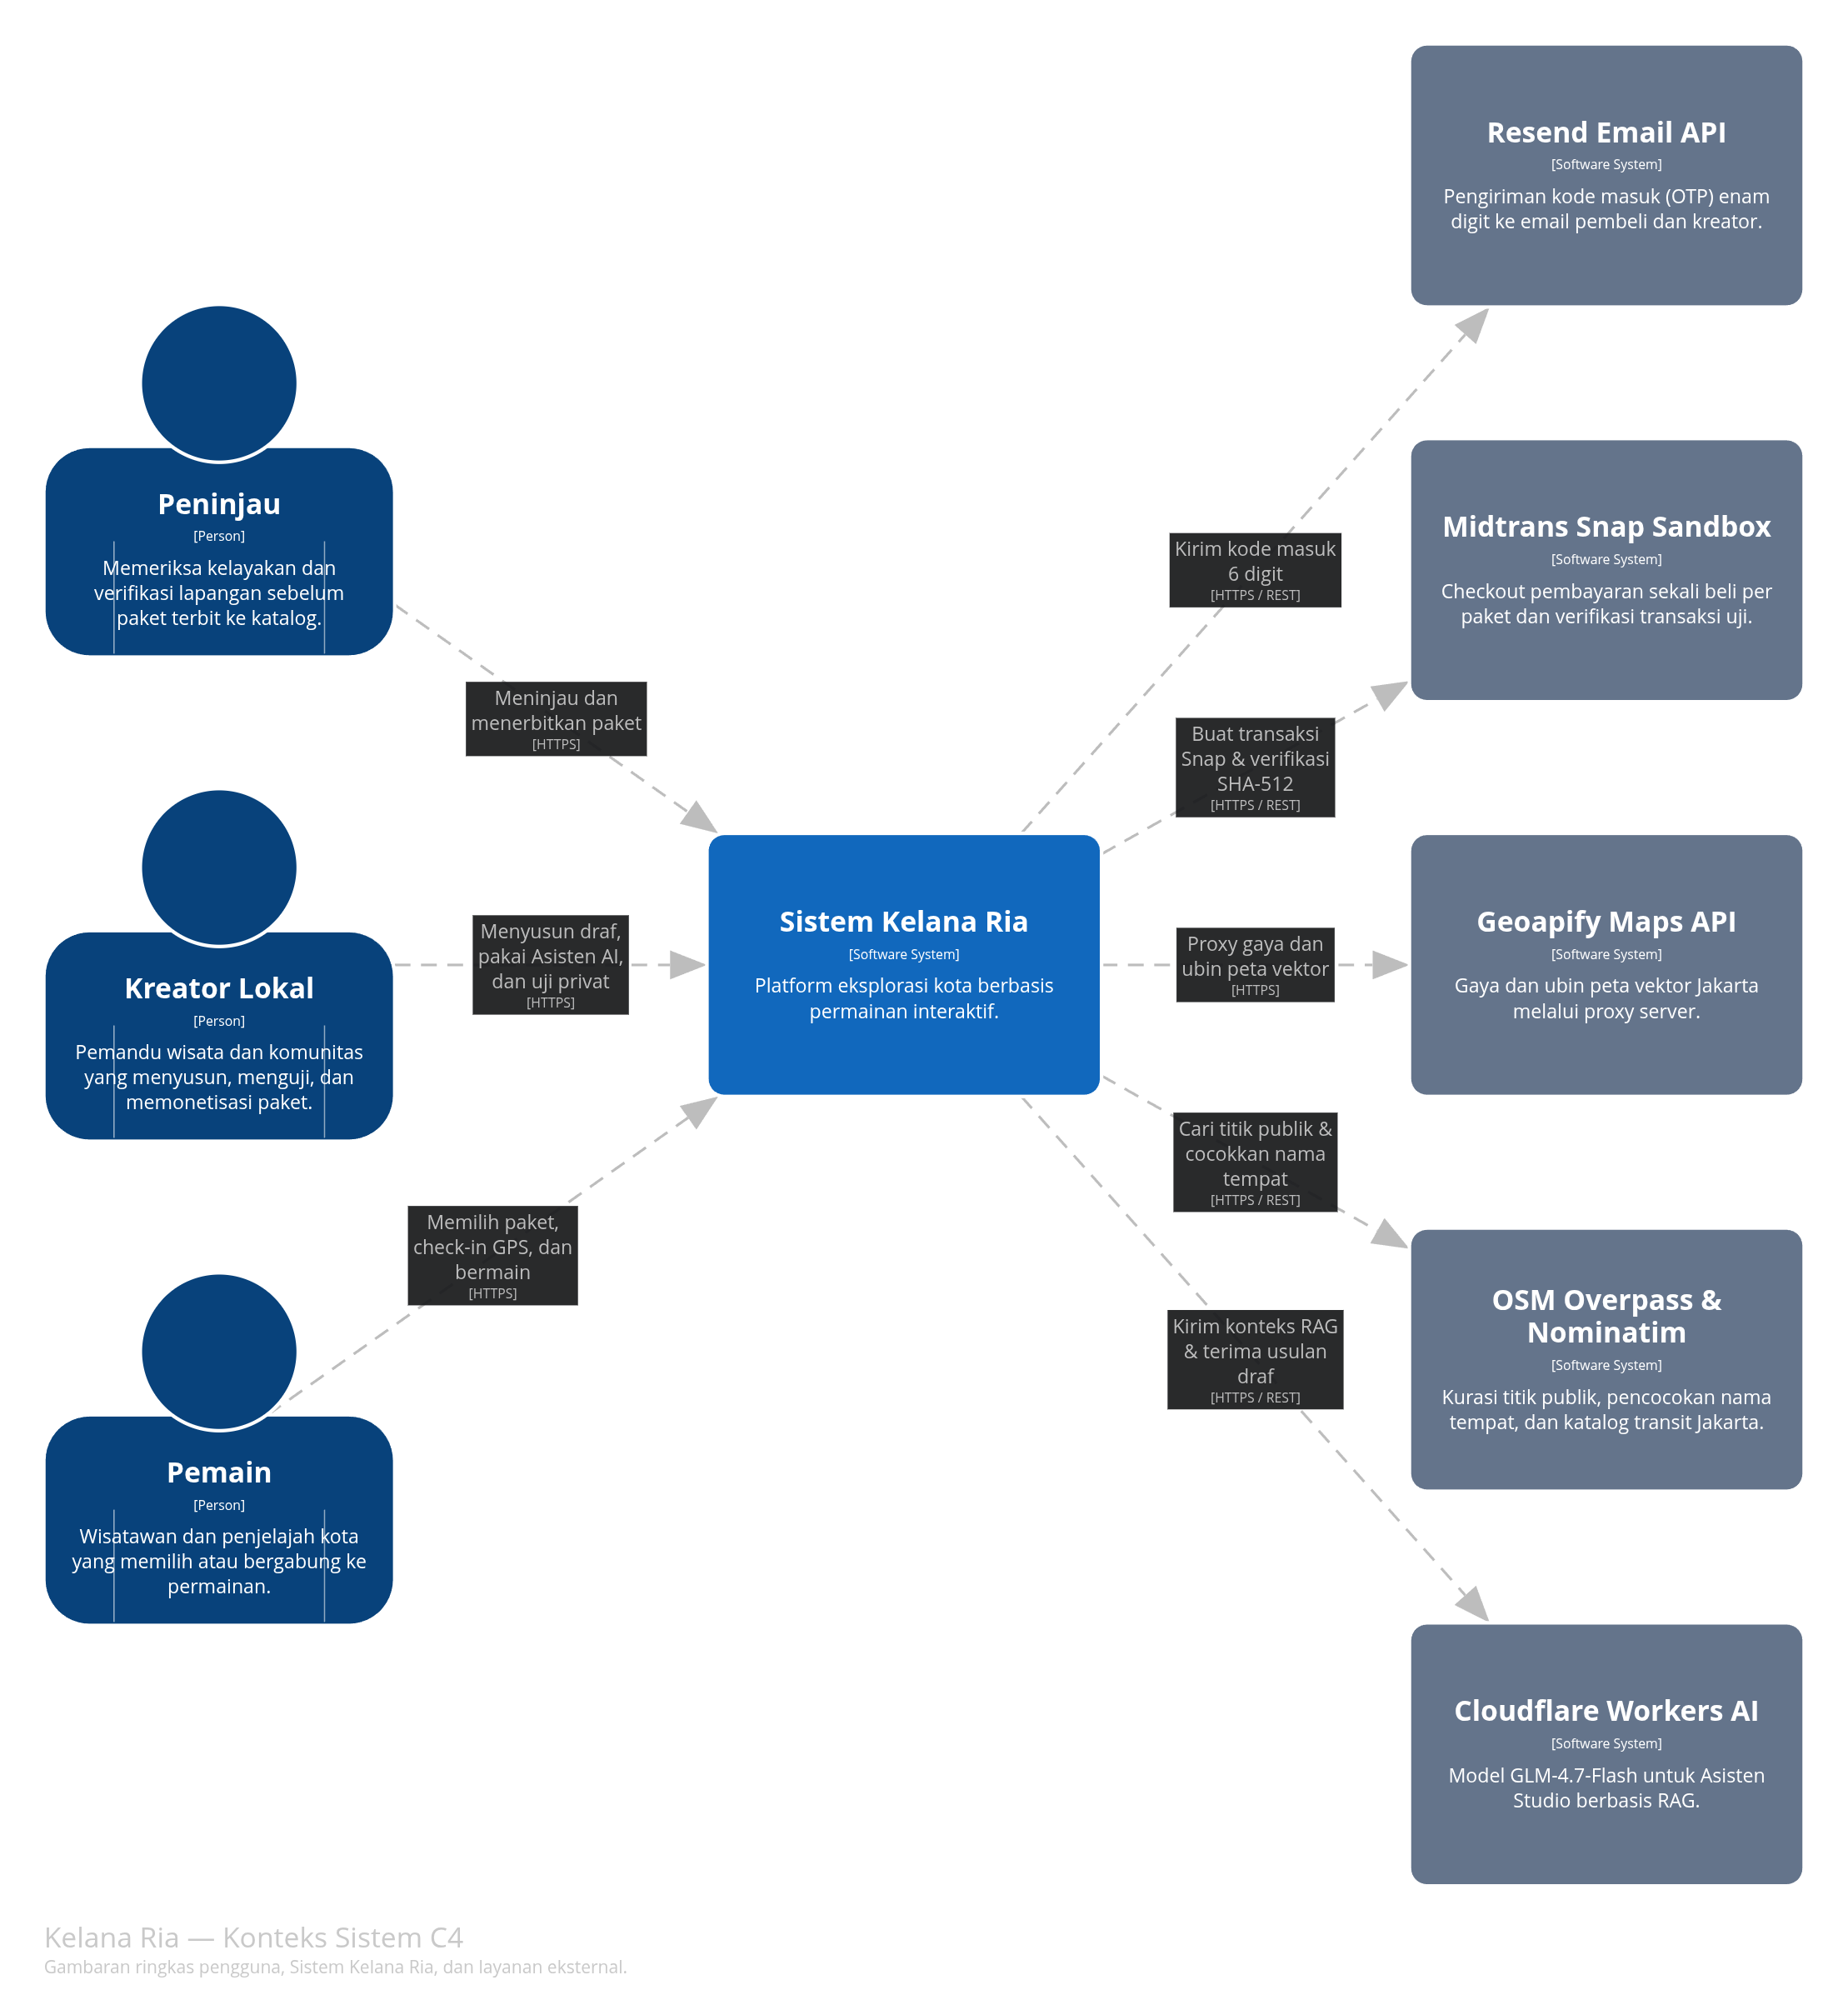 Resend Email API
[Software System]
Pengiriman kode masuk (OTP) enam
digit ke email pembeli dan kreator.
Peninjau
[Person]
Memeriksa kelayakan dan
verifikasi lapangan sebelum
paket terbit ke katalog.
Kirim kode masuk
6 digit
[HTTPS / REST]
Midtrans Snap Sandbox
[Software System]
Checkout pembayaran sekali beli per
paket dan verifikasi transaksi uji.
Meninjau dan
menerbitkan paket
[HTTPS]
Buat transaksi
Snap & verifikasi
SHA-512
[HTTPS / REST]
Kreator Lokal
[Person]
Pemandu wisata dan komunitas
yang menyusun, menguji, dan
memonetisasi paket.
Menyusun draf,
pakai Asisten AI,
dan uji privat
[HTTPS]
Sistem Kelana Ria
[Software System]
Platform eksplorasi kota berbasis
permainan interaktif.
Proxy gaya dan
ubin peta vektor
[HTTPS]
Geoapify Maps API
[Software System]
Gaya dan ubin peta vektor Jakarta
melalui proxy server.
Memilih paket,
check-in GPS, dan
bermain
[HTTPS]
Cari titik publik &
cocokkan nama
tempat
[HTTPS / REST]
OSM Overpass &
Nominatim
[Software System]
Kurasi titik publik, pencocokan nama
tempat, dan katalog transit Jakarta.
Kirim konteks RAG
& terima usulan
draf
[HTTPS / REST]
Pemain
[Person]
Wisatawan dan penjelajah kota
yang memilih atau bergabung ke
permainan.
Cloudflare Workers AI
[Software System]
Model GLM-4.7-Flash untuk Asisten
Studio berbasis RAG.
Kelana Ria — Konteks Sistem C4
Gambaran ringkas pengguna, Sistem Kelana Ria, dan layanan eksternal.